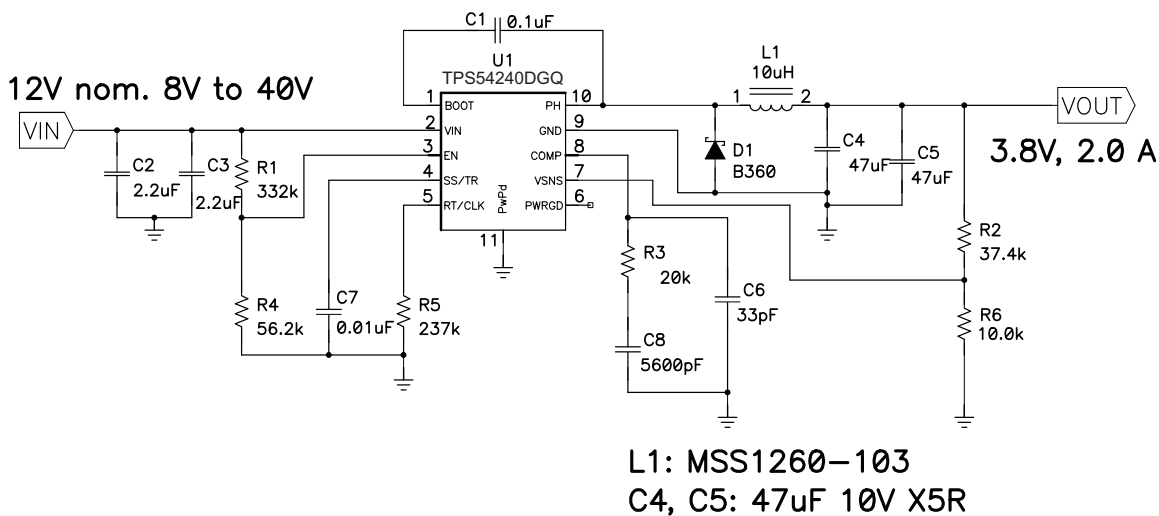 C1
0.1uF
U1
TPS54240DGQ
12V nom. 8V to 40V
VIN
1 BOOT
2 VIN
3 EN
4 SS/TR
5 RT/CLK
PwPd
11
PH 10
GND 9
COMP 8
VSNS 7
PWRGD 6
L1
10uH
1 2
VOUT
3.8V, 2.0 A
C2
2.2uF
C3
2.2uF
R1
332k
D1
B360
C4
47uF
C5
47uF
R2
37.4k
R3
20k
C6
33pF
R4
56.2k
C7
0.01uF
R5
237k
C8
5600pF
R6
10.0k
L1: MSS1260-103
C4, C5: 47uF 10V X5R